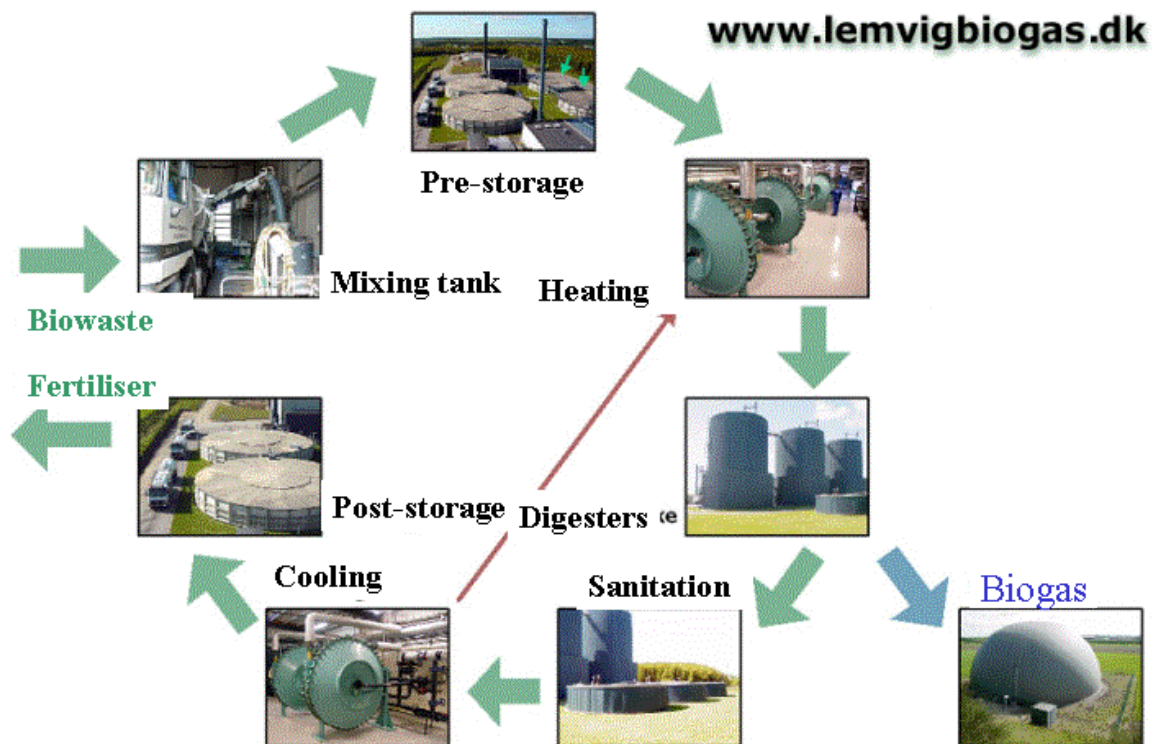 www.lemvigbiogas.dk
Pre-storage
Mixing tank
Heating
Biowaste
Fertiliser
Post-storage
Digesters
Cooling
Sanitation
Biogas